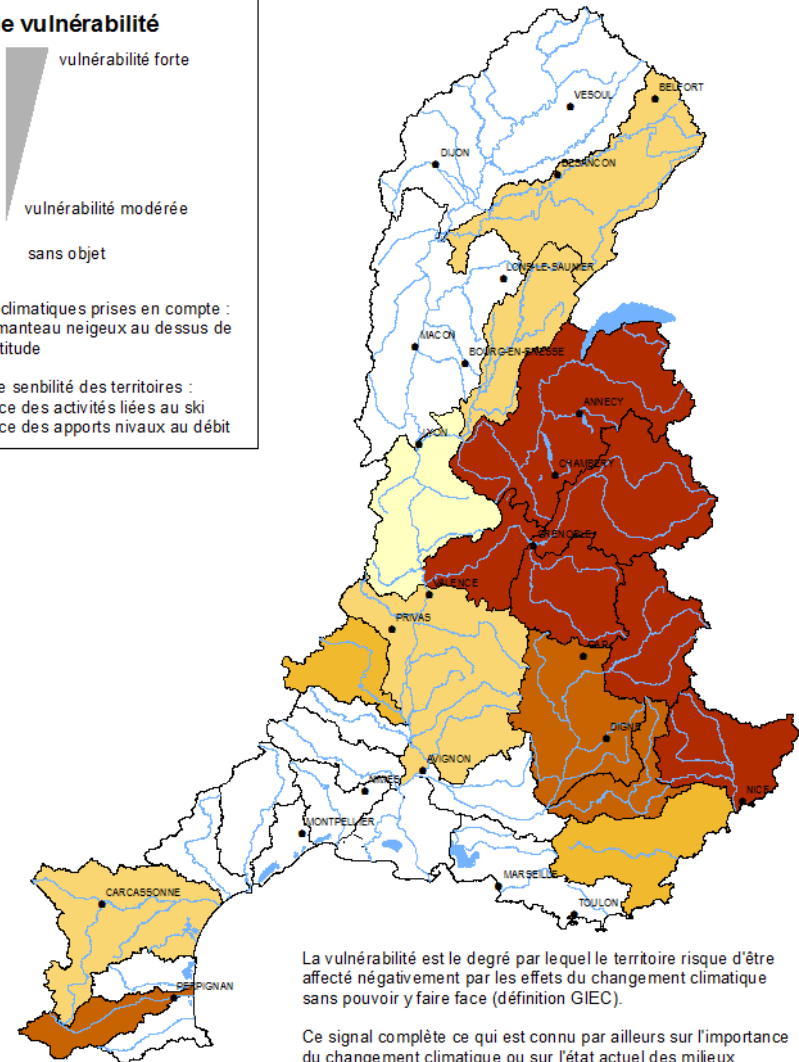 e vulnérabilité
vulnérabilité forte
vulnérabilité modérée
sans objet
climatiques prises en compte :
manteau neigeux au dessus de
titude
e senbilité des territoires :
ce des activités liées au ski
ce des apports nivaux au débit
VESOUL
BELFORT
DIJON
BESANCON
LONS-LE-SAUNIER
MACON
BOURG-EN-BRESSE
ANNECY
LYON
CHAMBERY
GRENOBLE
VALENCE
PRIVAS
GAP
DIGNE
AVIGNON
NIMES
NICE
MONTPELLIER
MARSEILLE
CARCASSONNE
TOULON
PERPIGNAN
La vulnérabilité est le degré par lequel le territoire risque d'être
affecté négativement par les effets du changement climatique
sans pouvoir y faire face (définition GIEC).
Ce signal complète ce qui est connu par ailleurs sur l'importance
du changement climatique ou sur l'état actuel des milieux